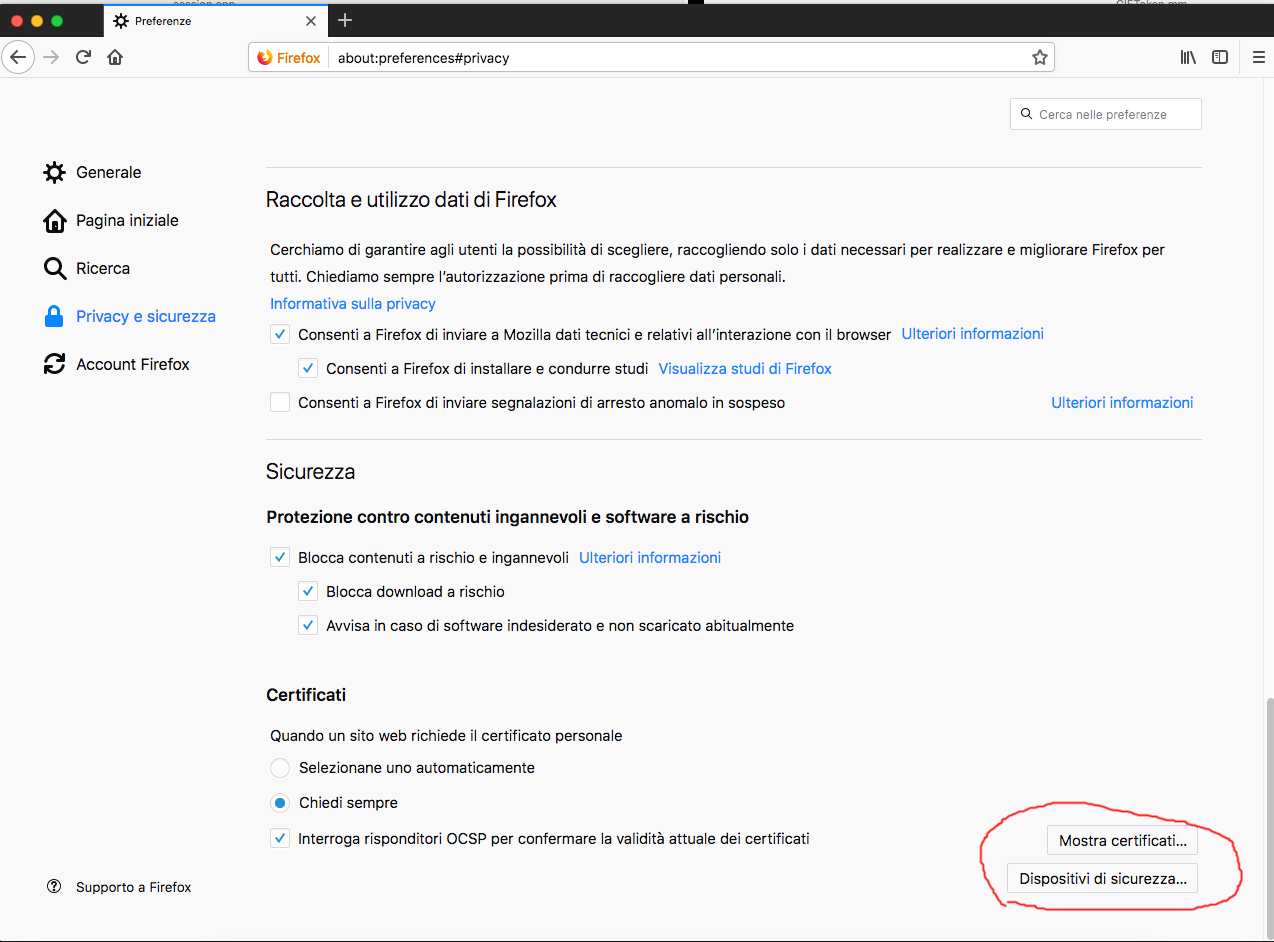 Preferenze
Firefox
about:preferences#privacy
Cerca nelle preferenze
Generale
Pagina iniziale
Ricerca
Privacy e sicurezza
Account Firefox
Supporto a Firefox
Raccolta e utilizzo dati di Firefox
Cerchiamo di garantire agli utenti la possibilità di scegliere, raccogliendo solo i dati necessari per realizzare e migliorare Firefox per
tutti. Chiediamo sempre l’autorizzazione prima di raccogliere dati personali.
Informativa sulla privacy
Consenti a Firefox di inviare a Mozilla dati tecnici e relativi all’interazione con il browser Ulteriori informazioni
Consenti a Firefox di installare e condurre studi Visualizza studi di Firefox
Consenti a Firefox di inviare segnalazioni di arresto anomalo in sospeso Ulteriori informazioni
Sicurezza
Protezione contro contenuti ingannevoli e software a rischio
Blocca contenuti a rischio e ingannevoli Ulteriori informazioni
Blocca download a rischio
Avvisa in caso di software indesiderato e non scaricato abitualmente
Certificati
Quando un sito web richiede il certificato personale
Selezionane uno automaticamente
Chiedi sempre
Interroga risponditori OCSP per confermare la validità attuale dei certificati
Mostra certificati...
Dispositivi di sicurezza...